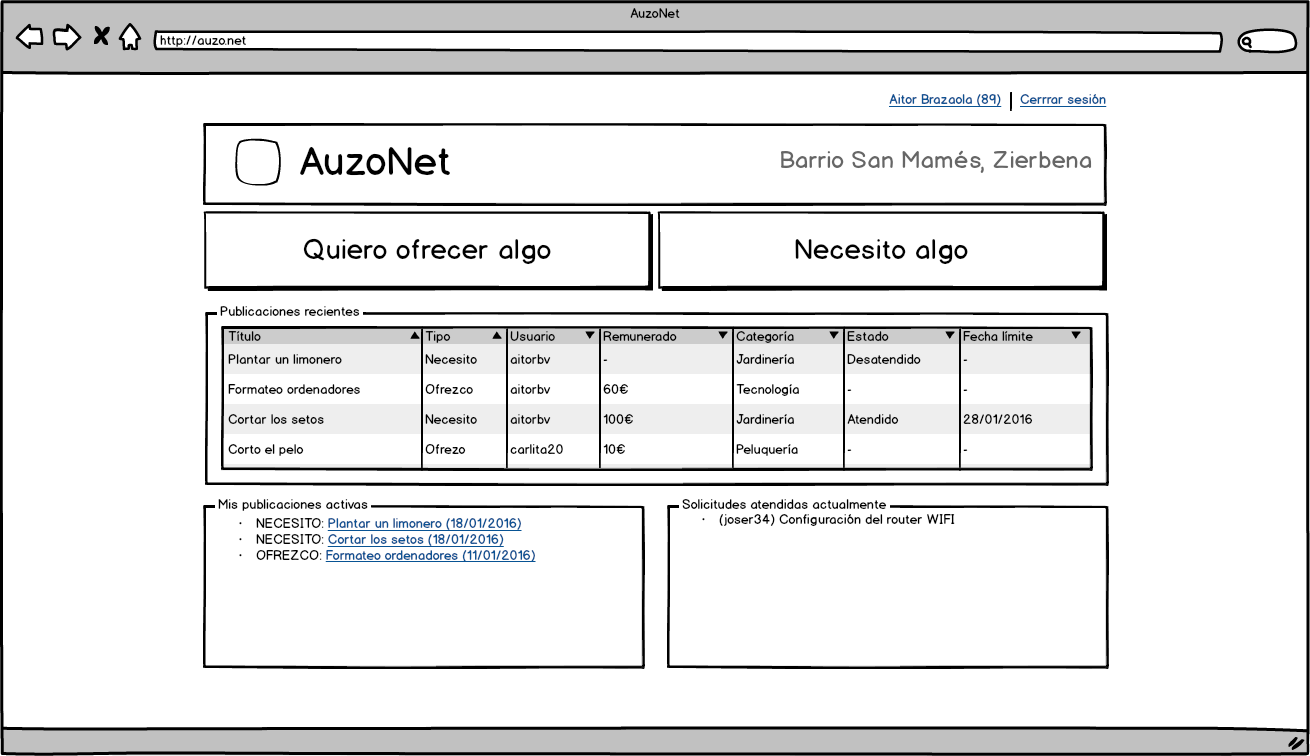 AuzoNet
http://auzo.net
Aitor Brazaola (89) | Cerrrar sesión
AuzoNet
Barrio San Mamés, Zierbena
Quiero ofrecer algo
Necesito algo
Publicaciones recientes
Título Tipo Usuario Remunerado Categoría Estado Fecha límite
Plantar un limonero Necesito aitorbv - Jardinería Desatendido -
Formateo ordenadores Ofrezco aitorbv 60€ Tecnología - -
Cortar los setos Necesito aitorbv 100€ Jardinería Atendido 28/01/2016
Corto el pelo Ofrezo carlita20 10€ Peluquería - -
Mis publicaciones activas
· NECESITO: Plantar un limonero (18/01/2016)
· NECESITO: Cortar los setos (18/01/2016)
· OFREZCO: Formateo ordenadores (11/01/2016)
Solicitudes atendidas actualmente
· (joser34) Configuración del router WIFI